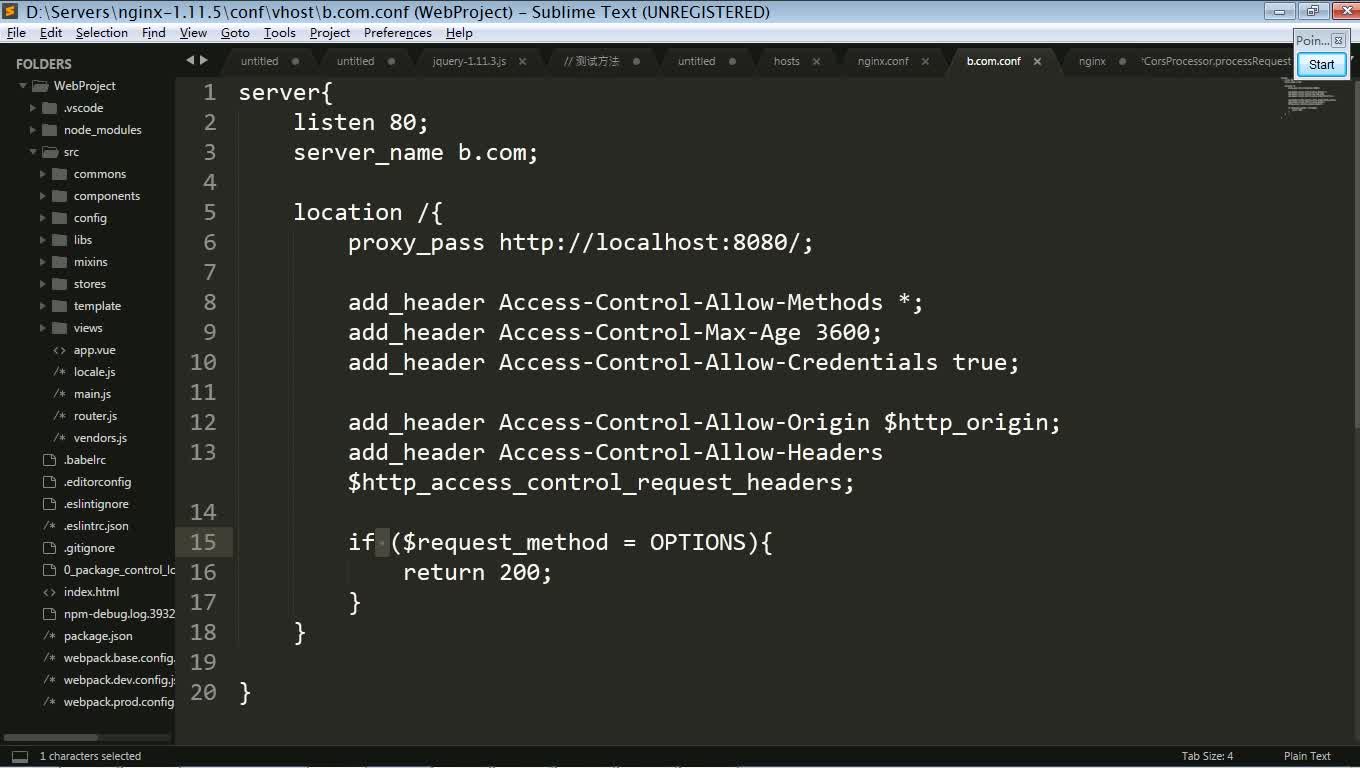 D:\Servers\nginx-1.11.5\conf\vhost\b.com.conf (WebProject) - Sublime Text (UNREGISTERED)
File Edit Selection Find View Goto Tools Project Preferences Help
Poin...
Start
untitled untitled jquery-1.11.3.js // 测试方法 untitled hosts nginx.conf b.com.conf nginx CorsProcessor.processRequest
FOLDERS
WebProject
.vscode
node_modules
src
commons
components
config
libs
mixins
stores
template
views
<> app.vue
/* locale.js
/* main.js
/* router.js
/* vendors.js
.babelrc
.editorconfig
.eslintignore
/* .eslintrc.json
.gitignore
0_package_control_lo
<> index.html
npm-debug.log.3932
/* package.json
/* webpack.base.config.
/* webpack.dev.config.js
/* webpack.prod.config
1 server{
2 listen 80;
3 server_name b.com;
4
5 location /{
6 proxy_pass http://localhost:8080/;
7
8 add_header Access-Control-Allow-Methods *;
9 add_header Access-Control-Max-Age 3600;
10 add_header Access-Control-Allow-Credentials true;
11
12 add_header Access-Control-Allow-Origin $http_origin;
13 add_header Access-Control-Allow-Headers
$http_access_control_request_headers;
14
15 if ($request_method = OPTIONS){
16 return 200;
17 }
18 }
19
20 }
1 characters selected Tab Size: 4 Plain Text